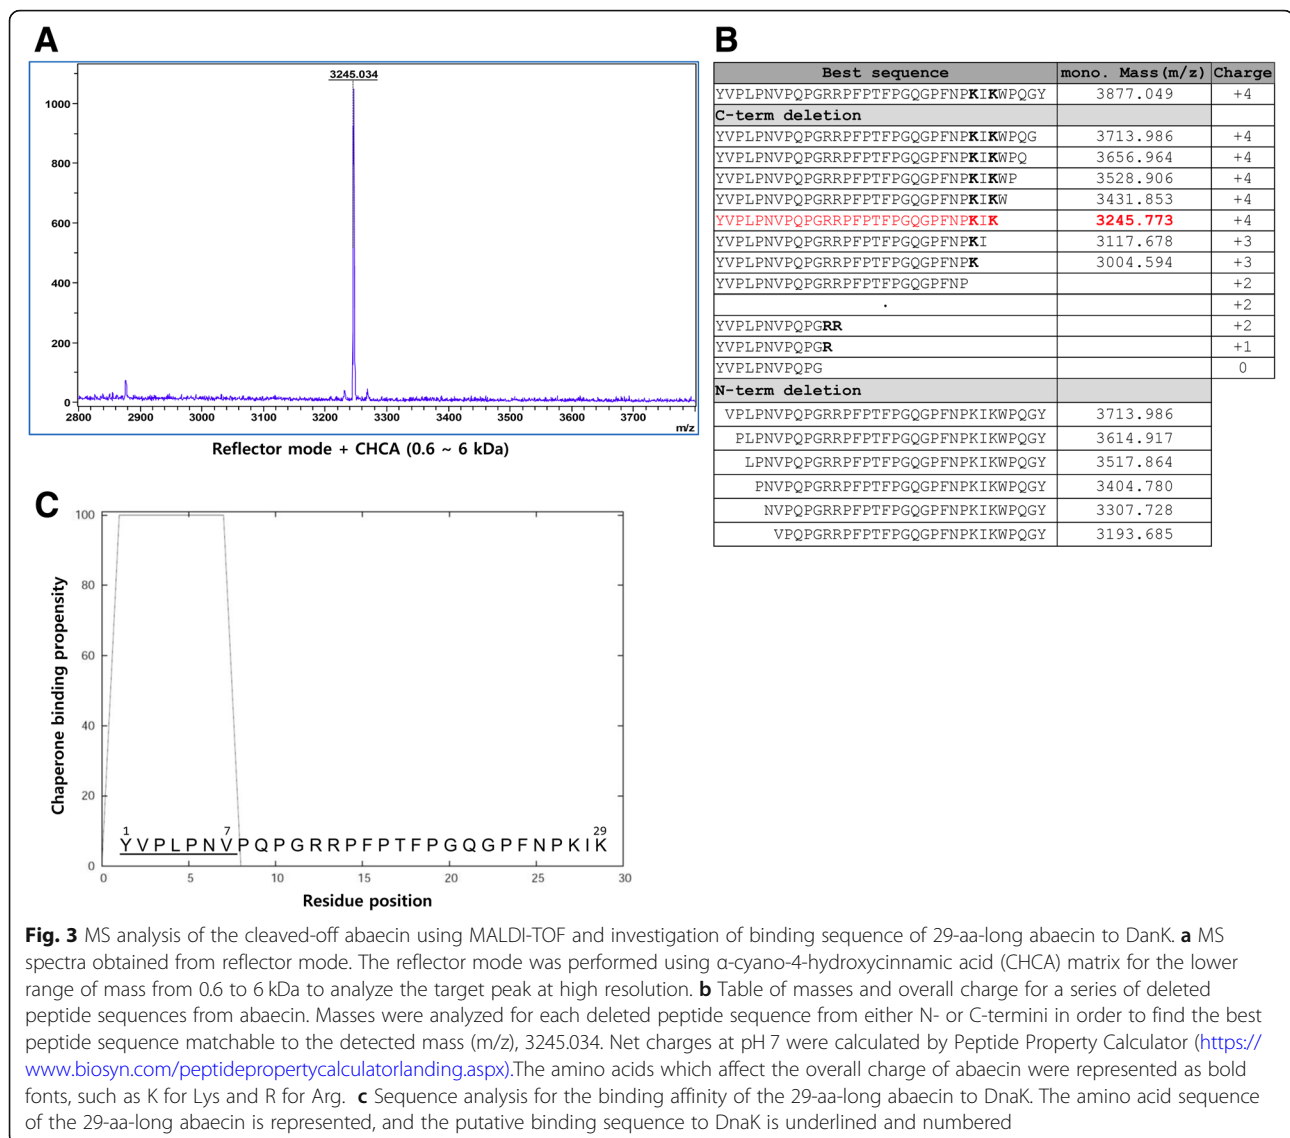 A
3245.034
1000
800
600
400
200
0
2800 2900 3000 3100 3200 3300 3400 3500 3600 3700
m/z
Reflector mode + CHCA (0.6 ~ 6 kDa)
B
Best sequence mono. Mass(m/z) Charge
YVPLPNVPQPGRRPFPTFPGQGPFNPKIKWPQGY 3877.049 +4
C-term deletion
YVPLPNVPQPGRRPFPTFPGQGPFNPKIKWPQG 3713.986 +4
YVPLPNVPQPGRRPFPTFPGQGPFNPKIKWPQ 3656.964 +4
YVPLPNVPQPGRRPFPTFPGQGPFNPKIKWP 3528.906 +4
YVPLPNVPQPGRRPFPTFPGQGPFNPKIKW 3431.853 +4
YVPLPNVPQPGRRPFPTFPGQGPFNPKIK 3245.773 +4
YVPLPNVPQPGRRPFPTFPGQGPFNPKI 3117.678 +3
YVPLPNVPQPGRRPFPTFPGQGPFNPK 3004.594 +3
YVPLPNVPQPGRRPFPTFPGQGPFNP +2
. +2
YVPLPNVPQPGRR +2
YVPLPNVPQPGR +1
YVPLPNVPQPG 0
N-term deletion
VPLPNVPQPGRRPFPTFPGQGPFNPKIKWPQGY 3713.986
PLPNVPQPGRRPFPTFPGQGPFNPKIKWPQGY 3614.917
LPNVPQPGRRPFPTFPGQGPFNPKIKWPQGY 3517.864
PNVPQPGRRPFPTFPGQGPFNPKIKWPQGY 3404.780
NVPQPGRRPFPTFPGQGPFNPKIKWPQGY 3307.728
VPQPGRRPFPTFPGQGPFNPKIKWPQGY 3193.685
C
Chaperone binding propensity
100
80
60
40
20
0
1 7 29
YVPLPNVPQPGRRPFPTFPGQGPFNPKIK
0 5 10 15 20 25 30
Residue position
Fig. 3 MS analysis of the cleaved-off abaecin using MALDI-TOF and investigation of binding sequence of 29-aa-long abaecin to DanK. a MS
spectra obtained from reflector mode. The reflector mode was performed using α-cyano-4-hydroxycinnamic acid (CHCA) matrix for the lower
range of mass from 0.6 to 6 kDa to analyze the target peak at high resolution. b Table of masses and overall charge for a series of deleted
peptide sequences from abaecin. Masses were analyzed for each deleted peptide sequence from either N- or C-termini in order to find the best
peptide sequence matchable to the detected mass (m/z), 3245.034. Net charges at pH 7 were calculated by Peptide Property Calculator (https://
www.biosyn.com/peptidepropertycalculatorlanding.aspx).The amino acids which affect the overall charge of abaecin were represented as bold
fonts, such as K for Lys and R for Arg. c Sequence analysis for the binding affinity of the 29-aa-long abaecin to DnaK. The amino acid sequence
of the 29-aa-long abaecin is represented, and the putative binding sequence to DnaK is underlined and numbered